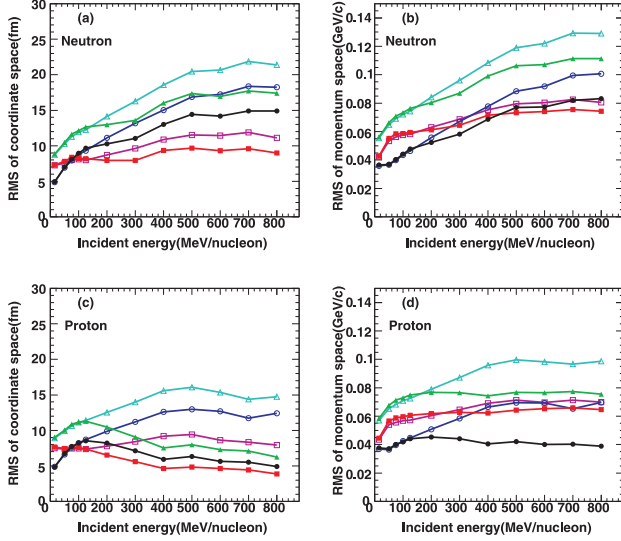 (a)
Neutron
RMS of coordinate space(fm)
30
25
20
15
10
5
0
0 100 200 300 400 500 600 700 800
Incident energy(MeV/nucleon)
(b)
Neutron
RMS of momentum space(GeV/c)
0.14
0.12
0.1
0.08
0.06
0.04
0.02
0
0 100 200 300 400 500 600 700 800
Incident energy(MeV/nucleon)
(c)
Proton
RMS of coordinate space(fm)
30
25
20
15
10
5
0
0 100 200 300 400 500 600 700 800
Incident energy(MeV/nucleon)
(d)
Proton
RMS of momentum space(GeV/c)
0.14
0.12
0.1
0.08
0.06
0.04
0.02
0
0 100 200 300 400 500 600 700 800
Incident energy(MeV/nucleon)